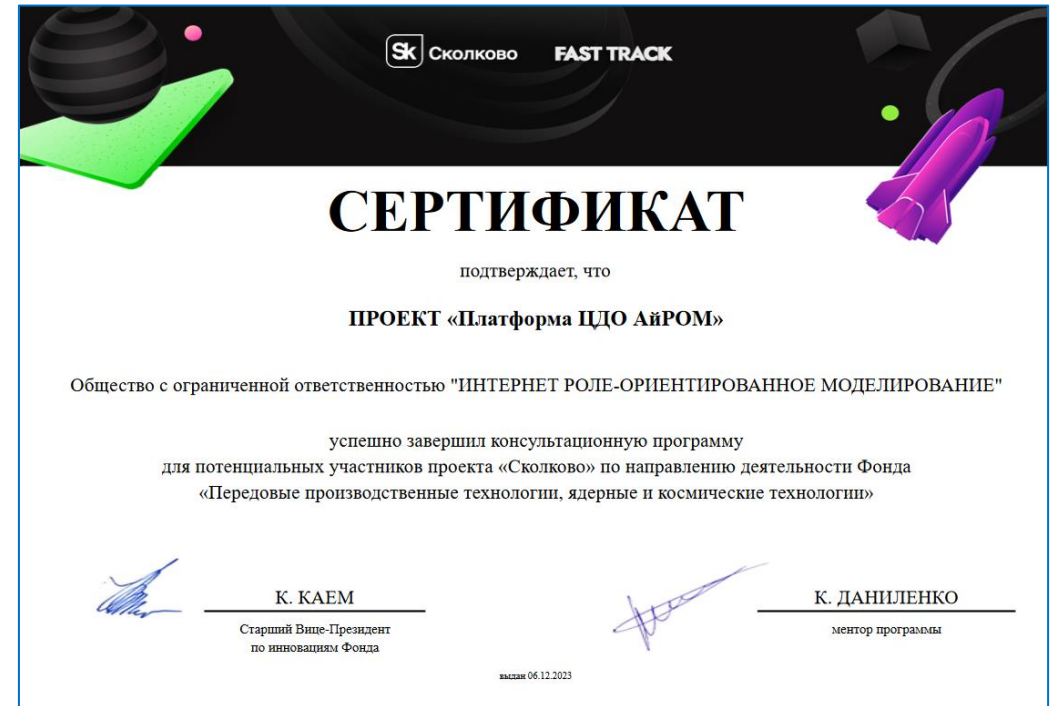 Sk Сколково FAST TRACK
СЕРТИФИКАТ
подтверждает, что
ПРОЕКТ «Платформа ЦДО АйРОМ»
Общество с ограниченной ответственностью "ИНТЕРНЕТ РОЛЕ-ОРИЕНТИРОВАННОЕ МОДЕЛИРОВАНИЕ"
успешно завершил консультационную программу
для потенциальных участников проекта «Сколково» по направлению деятельности Фонда
«Передовые производственные технологии, ядерные и космические технологии»
К. КАЕМ
Старший Вице-Президент
по инновациям Фонда
К. ДАНИЛЕНКО
ментор программы
выдан 06.12.2023